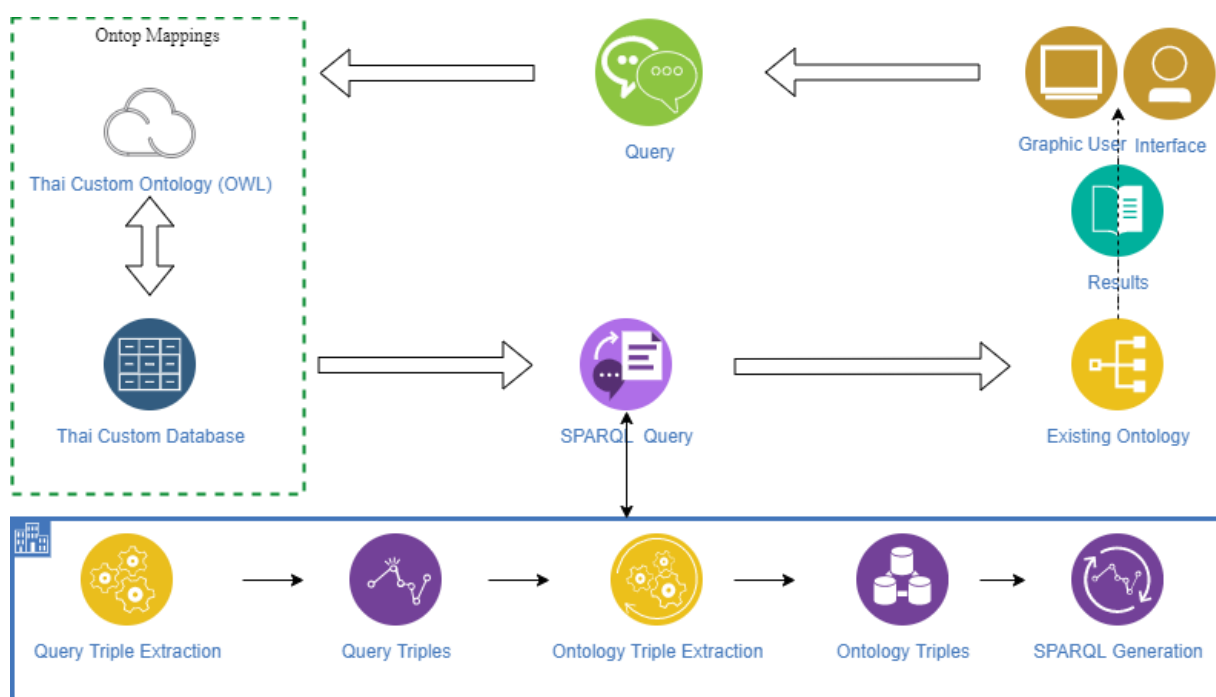 Ontop Mappings
Thai Custom Ontology (OWL)
Query
Graphic User Interface
Results
Thai Custom Database
SPARQL Query
Existing Ontology
Query Triple Extraction
Query Triples
Ontology Triple Extraction
Ontology Triples
SPARQL Generation